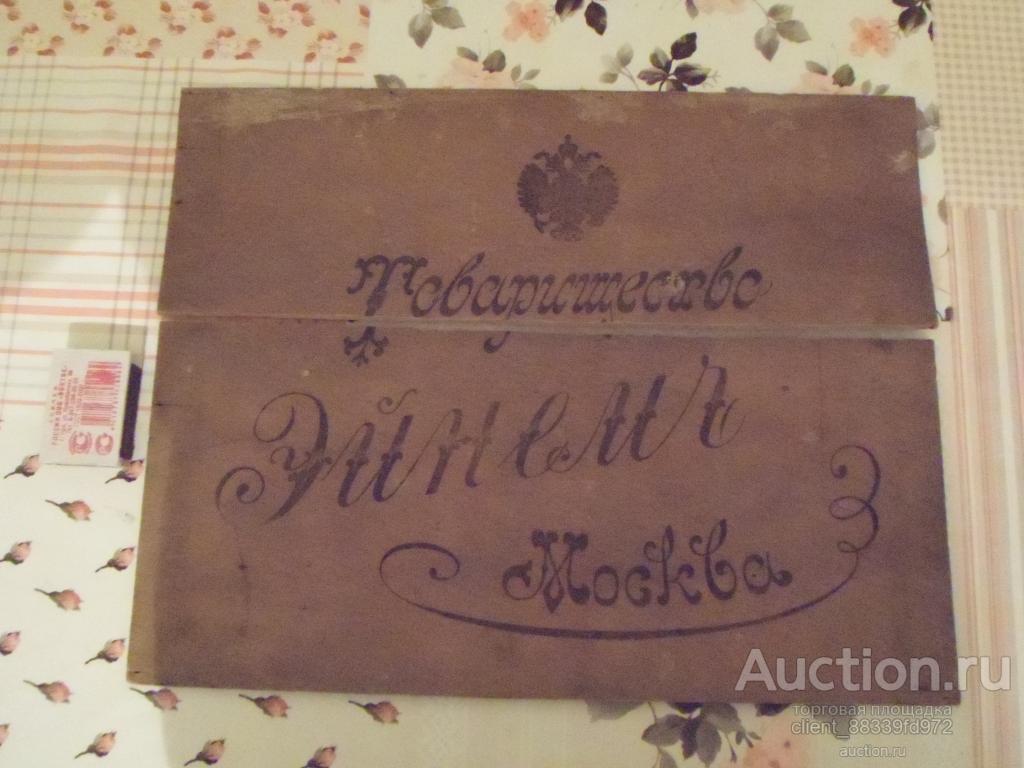 Товарищество
Эйнемъ
Москва
Auction.ru
торговая площадка
client_88339fd972
auction.ru